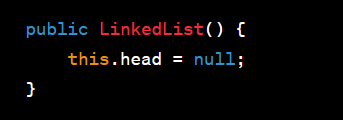 public LinkedList() {
    this.head = null;
}